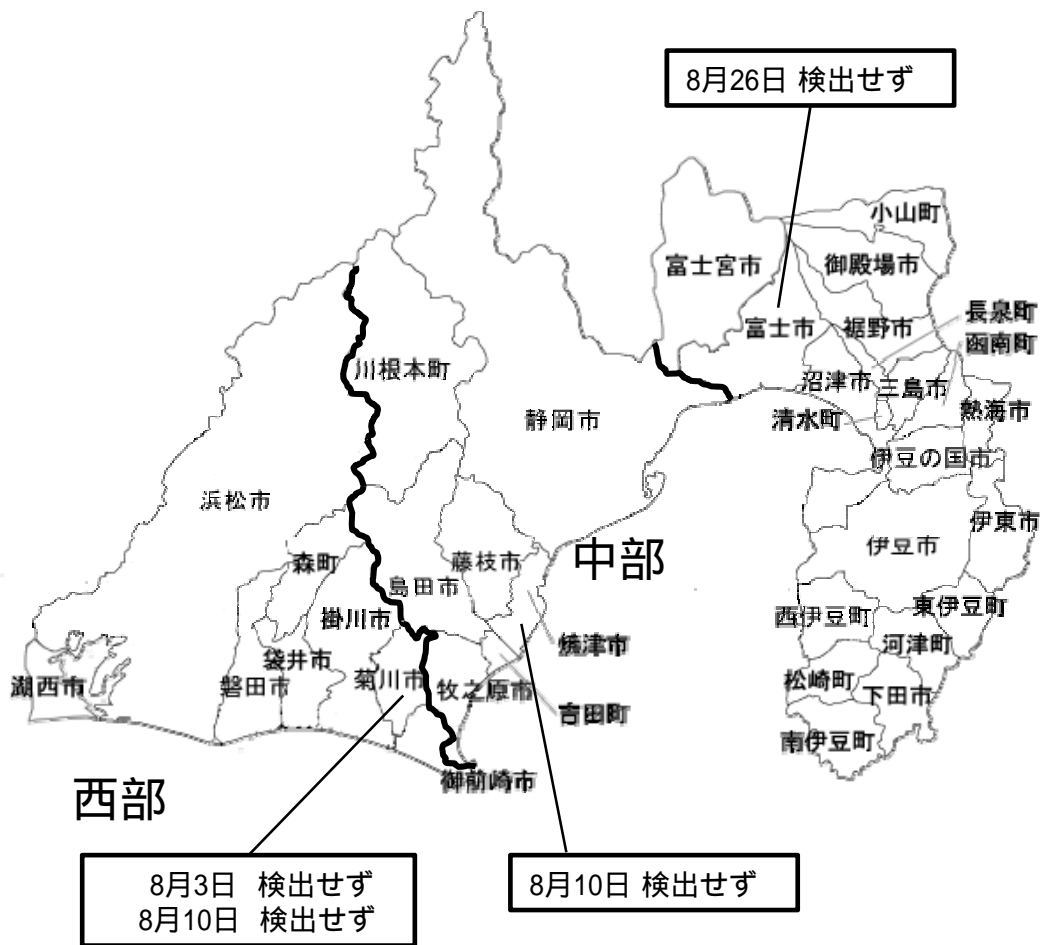 8月26日 検出せず
小山町
富士宮市
御殿場市
長泉町
富士市
裾野市
函南町
川根本町
沼津市
三島市
静岡市
清水町
熱海市
伊豆の国市
浜松市
伊東市
伊豆市
森町
藤枝市
中部
島田市
掛川市
西伊豆町
東伊豆町
焼津市
河津町
袋井市
湖西市
磐田市
菊川市
牧之原市
松崎町
下田市
吉田町
南伊豆町
御前崎市
西部
8月3日 検出せず
8月10日 検出せず
8月10日 検出せず